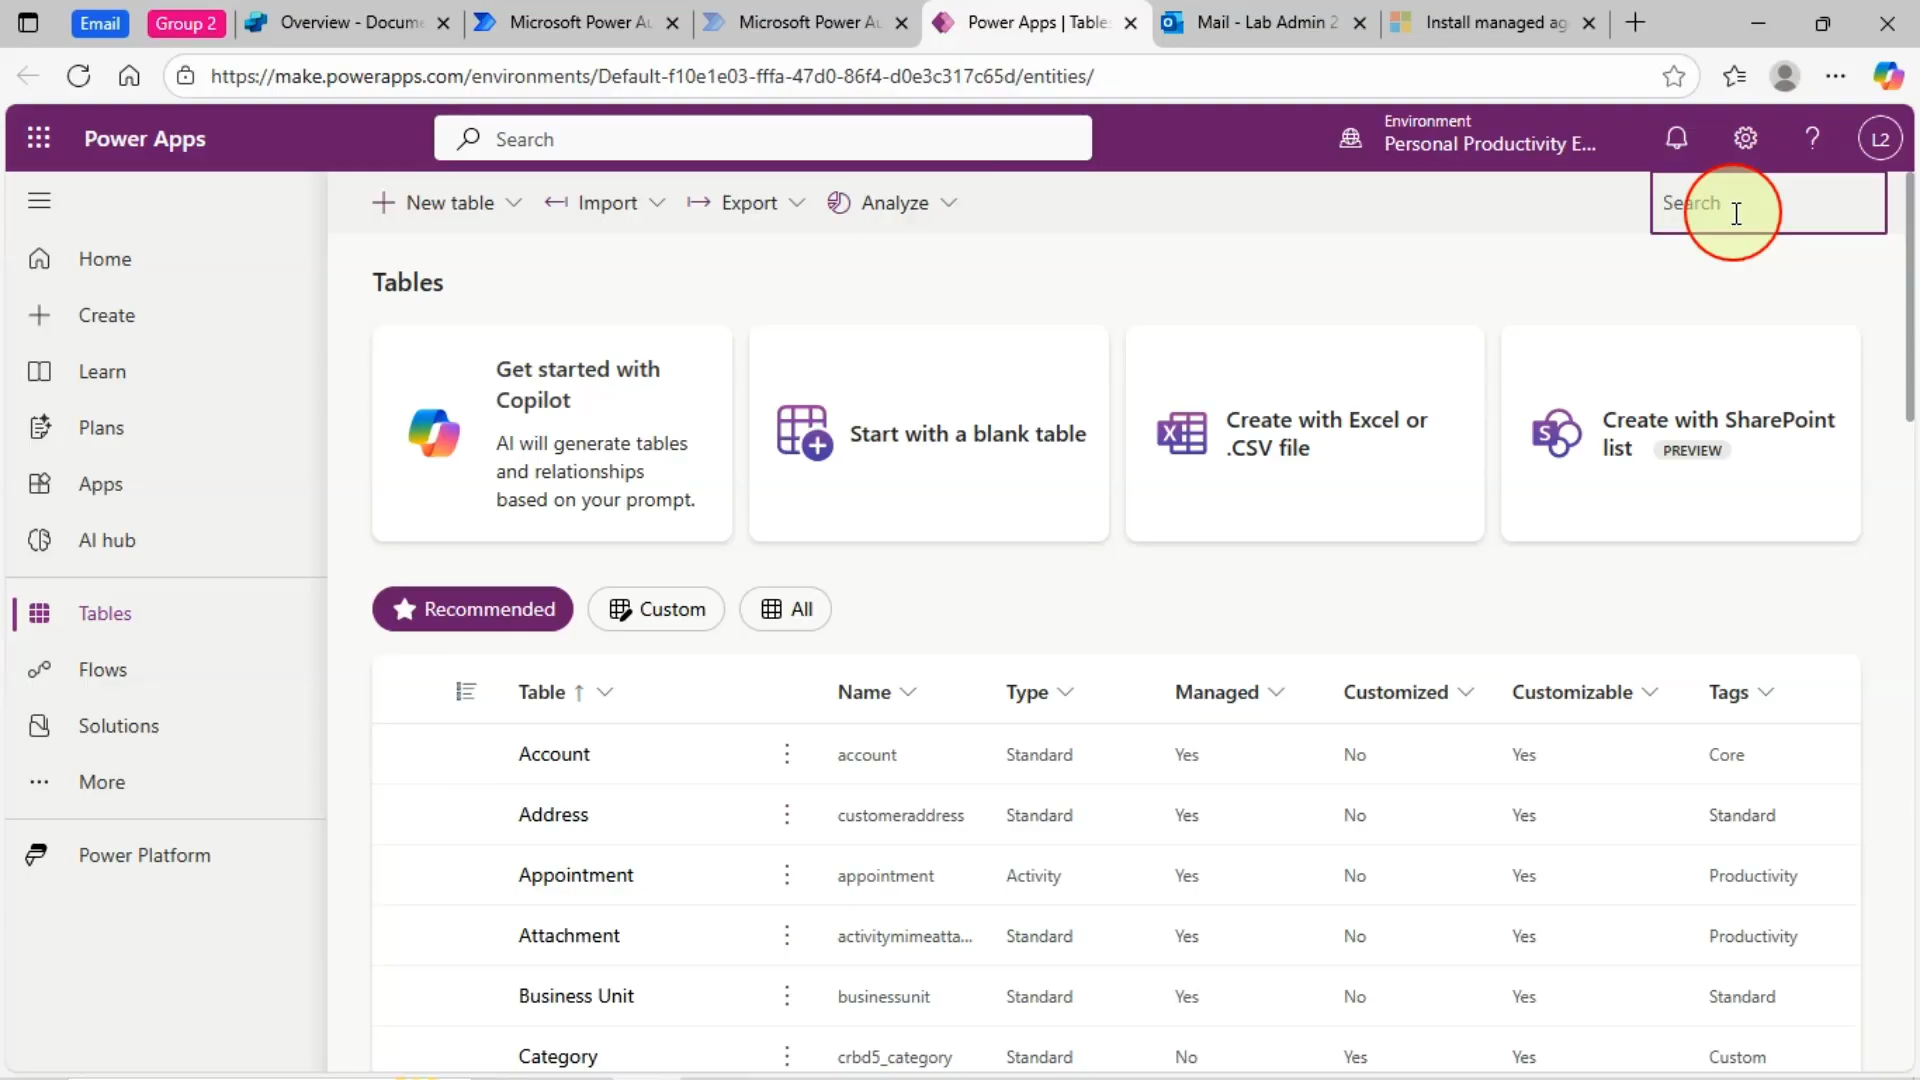 Email
Group 2
Overview - Docume
Microsoft Power Au
Microsoft Power Au
Power Apps | Table
Mail - Lab Admin 2
Install managed ag
https://make.powerapps.com/environments/Default-f10e1e03-fffa-47d0-86f4-d0e3c317c65d/entities/
Power Apps
Search
Environment
Personal Productivity E...
L2
New table
Import
Export
Analyze
Search
Home
Create
Learn
Plans
Apps
AI hub
Tables
Flows
Solutions
More
Power Platform
Tables
Get started with
Copilot
AI will generate tables
and relationships
based on your prompt.
Start with a blank table
Create with Excel or
.CSV file
Create with SharePoint
list PREVIEW
Recommended
Custom
All
Table ↑ Name Type Managed Customized Customizable Tags
Account account Standard Yes No Yes Core
Address customeraddress Standard Yes No Yes Standard
Appointment appointment Activity Yes No Yes Productivity
Attachment activitymimeatta... Standard Yes No Yes Productivity
Business Unit businessunit Standard Yes No Yes Standard
Category crbd5_category Standard No Yes Yes Custom